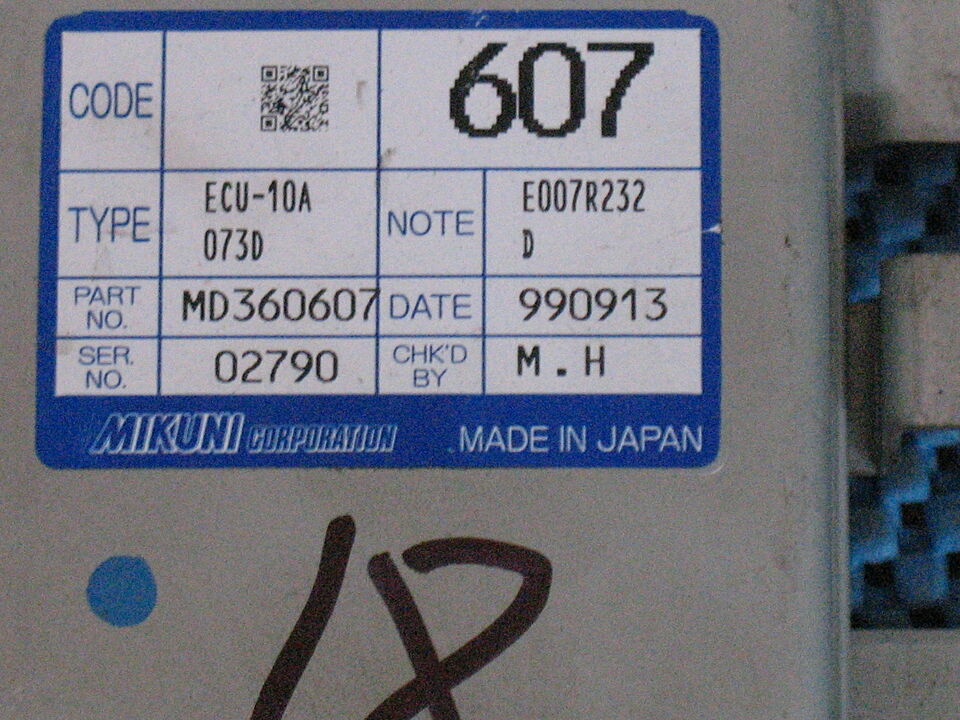 CODE 607
TYPE ECU-10A 073D NOTE E007R232 D
PART NO. MD360607 DATE 990913
SER. NO. 02790 CHK'D BY M.H
MIKUNI CORPORATION MADE IN JAPAN
18